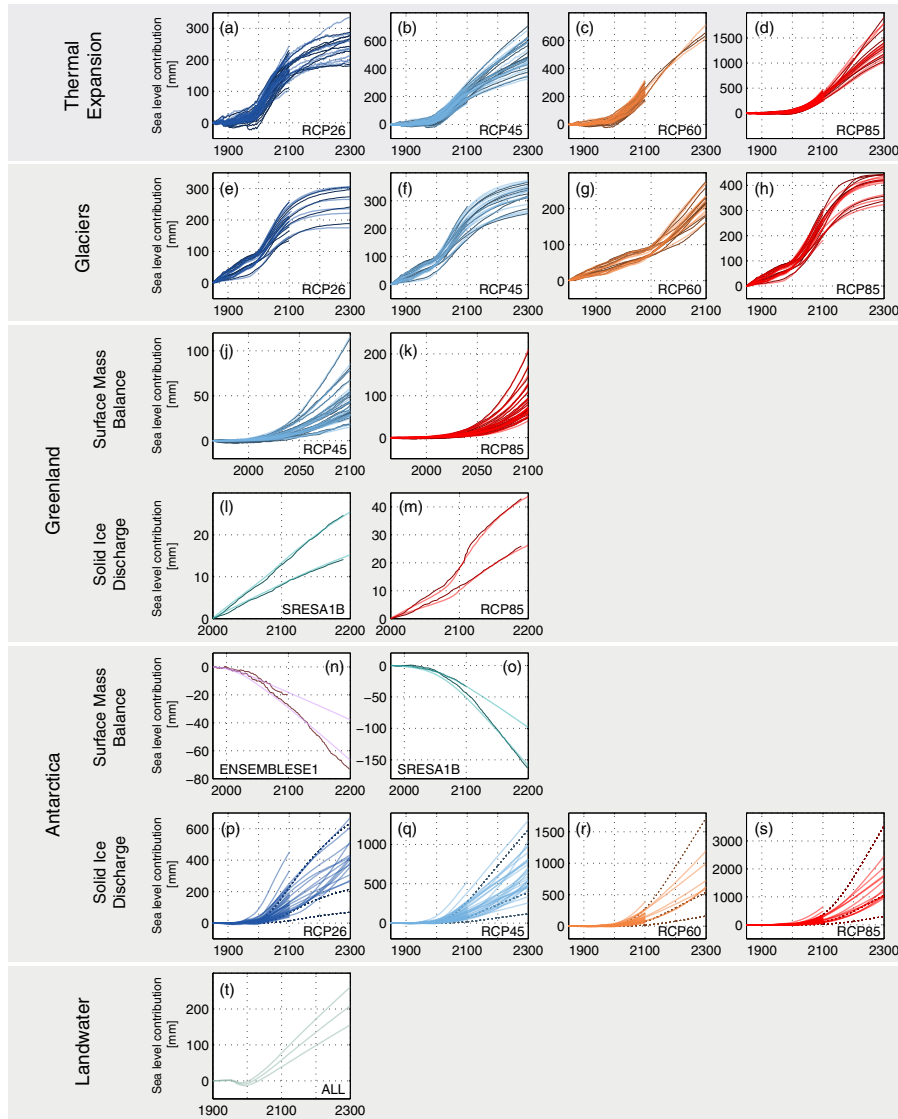 Thermal
Expansion
Sea level contribution
[mm]
(a)
300
200
100
0
RCP26
1900
2100
2300
(b)
600
400
200
0
RCP45
1900
2100
2300
(c)
600
400
200
0
RCP60
1900
2100
2300
(d)
1500
1000
500
0
RCP85
1900
2100
2300
Glaciers
Sea level contribution
[mm]
(e)
300
200
100
0
RCP26
1900
2100
2300
(f)
300
200
100
0
RCP45
1900
2100
2300
(g)
300
200
100
0
RCP60
1900
2000
2100
(h)
400
300
200
100
0
RCP85
1900
2100
2300
Greenland
Surface Mass
Balance
Sea level contribution
[mm]
(j)
100
50
0
RCP45
2000
2050
2100
(k)
200
100
0
RCP85
2000
2050
2100
Solid Ice
Discharge
Sea level contribution
[mm]
(l)
20
10
0
SRESA1B
2000
2100
2200
(m)
40
30
20
10
0
RCP85
2000
2100
2200
Antarctica
Surface Mass
Balance
Sea level contribution
[mm]
(n)
0
−20
−40
−60
−80
ENSEMBLESE1
2000
2100
2200
(o)
0
−50
−100
−150
SRESA1B
2000
2100
2200
Solid Ice
Discharge
Sea level contribution
[mm]
(p)
600
400
200
0
RCP26
1900
2100
2300
(q)
1000
500
0
RCP45
1900
2100
2300
(r)
1500
1000
500
0
RCP60
1900
2100
2300
(s)
3000
2000
1000
0
RCP85
1900
2100
2300
Landwater
Sea level contribution
[mm]
(t)
200
100
0
ALL
1900
2100
2300